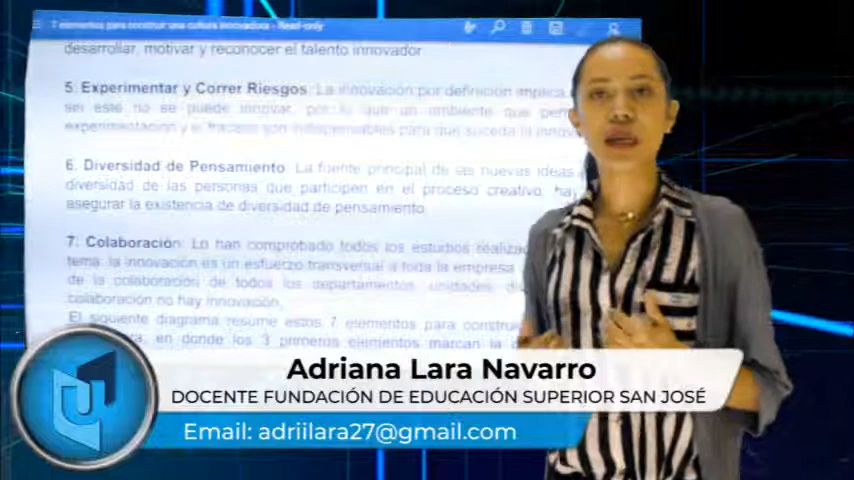 7 elementos para construir una cultura innovadora - Read-only
desarrollar, motivar y reconocer el talento innovador
5. Experimentar y Correr Riesgos: La innovación por definición implica
ser este no se puede innovar, por lo que un ambiente que
experimentación y el fracaso son indispensables para que suceda la
6. Diversidad de Pensamiento: La fuente principal de las nuevas ideas
diversidad de las personas que participen en el proceso creativo, hay
asegurar la existencia de diversidad de pensamiento.
7. Colaboración: Lo han comprobado todos los estudios
tema, la innovación es un esfuerzo transversal a toda la empresa
de la colaboración de todos los departamentos, unidades
colaboración no hay innovación.
El siguiente diagrama resume estos 7 elementos para
en donde los 3 primeros elementos marcan la
Adriana Lara Navarro
DOCENTE FUNDACIÓN DE EDUCACIÓN SUPERIOR SAN JOSÉ
Email: adriilara27@gmail.com